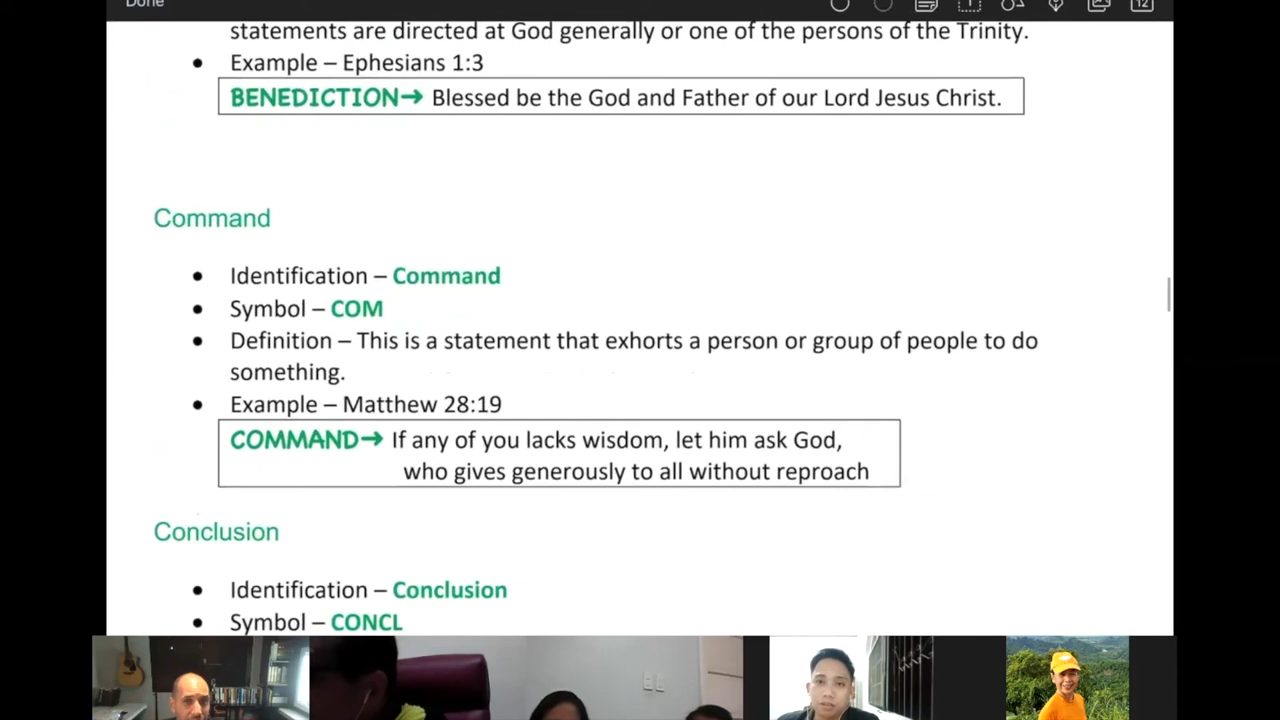 Done
statements are directed at God generally or one of the persons of the Trinity.
• Example – Ephesians 1:3
BENEDICTION→ Blessed be the God and Father of our Lord Jesus Christ.
Command
• Identification – Command
• Symbol – COM
• Definition – This is a statement that exhorts a person or group of people to do
something.
• Example – Matthew 28:19
COMMAND→ If any of you lacks wisdom, let him ask God,
who gives generously to all without reproach
Conclusion
• Identification – Conclusion
• Symbol – CONCL